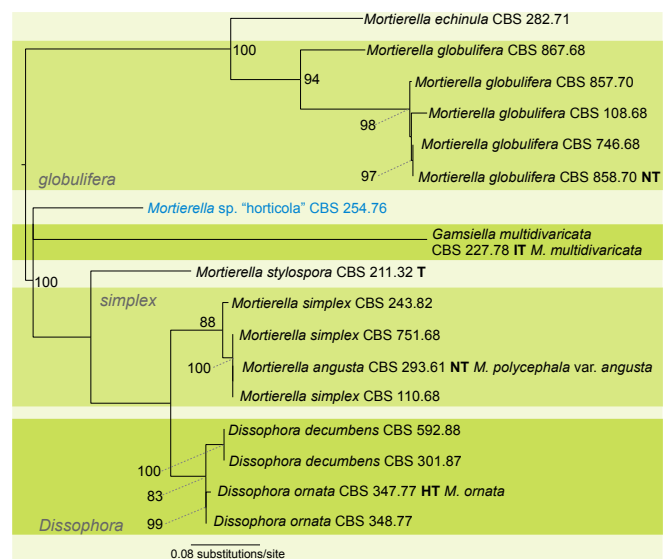 Mortierella echinula CBS 282.71
100
Mortierella globulifera CBS 867.68
94
Mortierella globulifera CBS 857.70
Mortierella globulifera CBS 108.68
98
Mortierella globulifera CBS 746.68
97
Mortierella globulifera CBS 858.70 NT
globulifera
Mortierella sp. “horticola” CBS 254.76
Gamsiella multidivaricata
CBS 227.78 IT M. multidivaricata
100
Mortierella stylospora CBS 211.32 T
simplex
Mortierella simplex CBS 243.82
88
Mortierella simplex CBS 751.68
100
Mortierella angusta CBS 293.61 NT M. polycephala var. angusta
Mortierella simplex CBS 110.68
Dissophora decumbens CBS 592.88
Dissophora decumbens CBS 301.87
100
83
Dissophora ornata CBS 347.77 HT M. ornata
99
Dissophora ornata CBS 348.77
Dissophora
0.08 substitutions/site